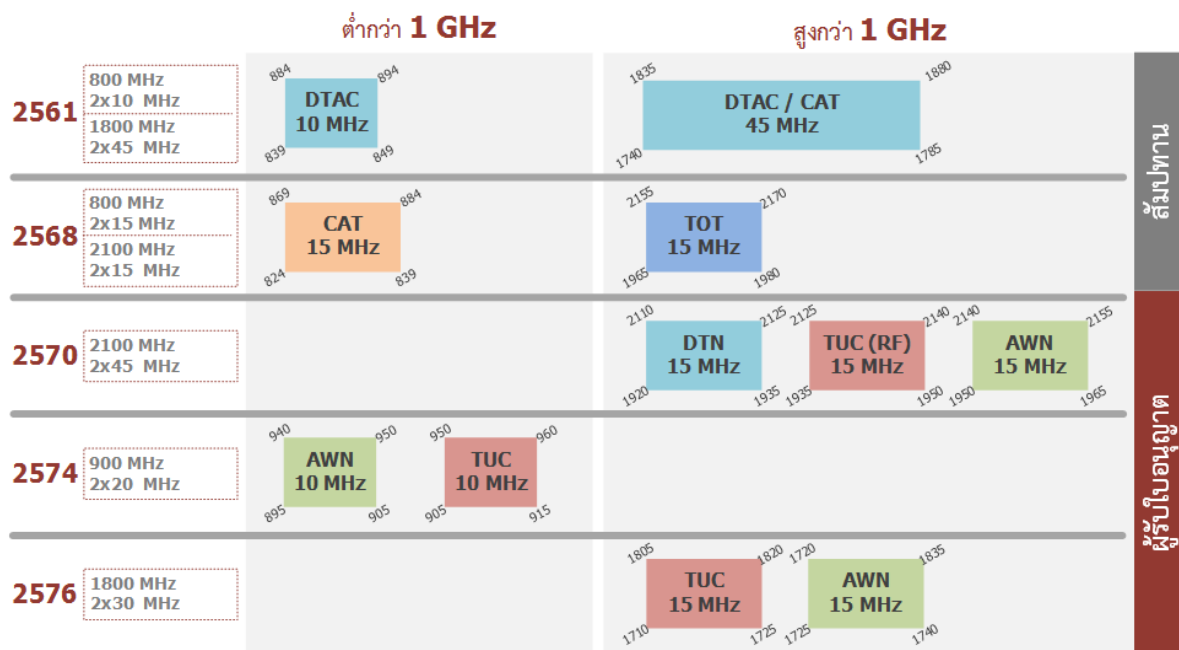 ต่ำกว่า 1 GHz
สูงกว่า 1 GHz
2561
800 MHz
2x10 MHz
1800 MHz
2x45 MHz
884 894
DTAC
10 MHz
839 849
1835 1880
DTAC / CAT
45 MHz
1740 1785
สัมปทาน
2568
800 MHz
2x15 MHz
2100 MHz
2x15 MHz
869 884
CAT
15 MHz
824 839
2155 2170
TOT
15 MHz
1965 1980
2570
2100 MHz
2x45 MHz
2110 2125
DTN
15 MHz
1920 1935
2125 2140
TUC (RF)
15 MHz
1935 1950
2140 2155
AWN
15 MHz
1950 1965
ผู้รับใบอนุญาต
2574
900 MHz
2x20 MHz
940 950
AWN
10 MHz
895 905
950 960
TUC
10 MHz
905 915
2576
1800 MHz
2x30 MHz
1805 1820
TUC
15 MHz
1710 1725
1720 1835
AWN
15 MHz
1725 1740